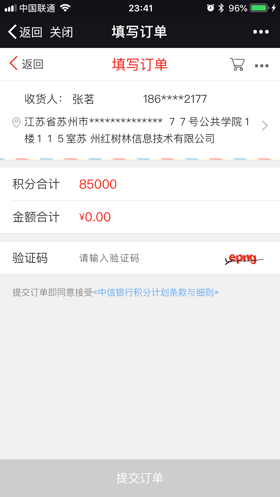 中国联通 23:41 96%
返回 关闭 填写订单
返回 填写订单
收货人： 张茗 186****2177
江苏省苏州市************** ７７号公共学院１
楼１１５室苏 州红树林信息技术有限公司
积分合计 85000
金额合计 ¥0.00
验证码 请输入验证码 epng
提交订单即同意接受<中信银行积分计划条款与细则>
提交订单